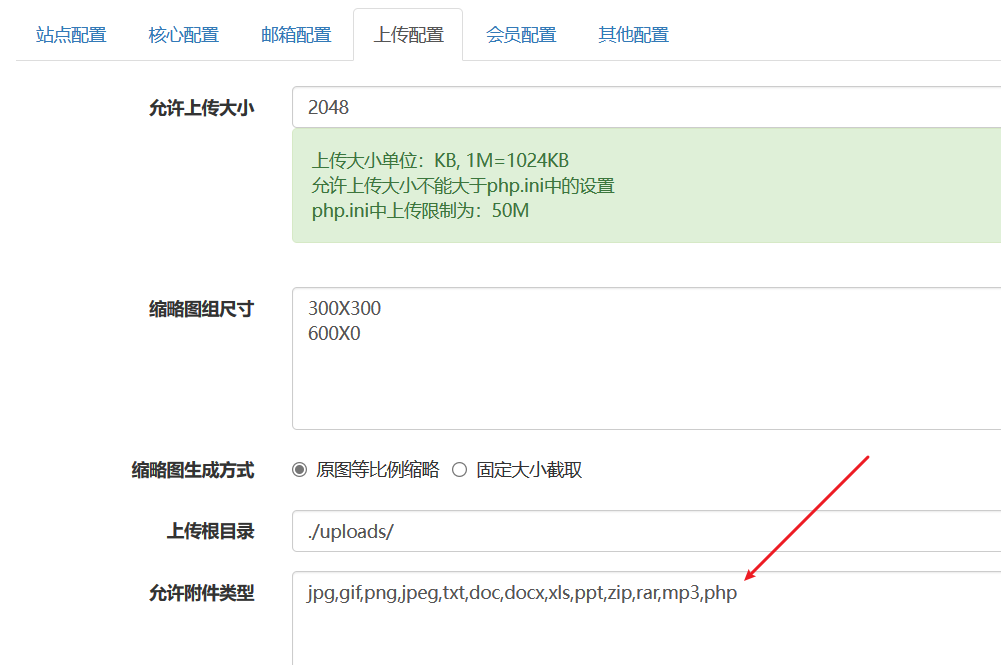 站点配置 核心配置 邮箱配置 上传配置 会员配置 其他配置
允许上传大小 2048
上传大小单位：KB, 1M=1024KB
允许上传大小不能大于php.ini中的设置
php.ini中上传限制为：50M
缩略图组尺寸 300X300
600X0
缩略图生成方式 原图等比例缩略 固定大小截取
上传根目录 ./uploads/
允许附件类型 jpg,gif,png,jpeg,txt,doc,docx,xls,ppt,zip,rar,mp3,php